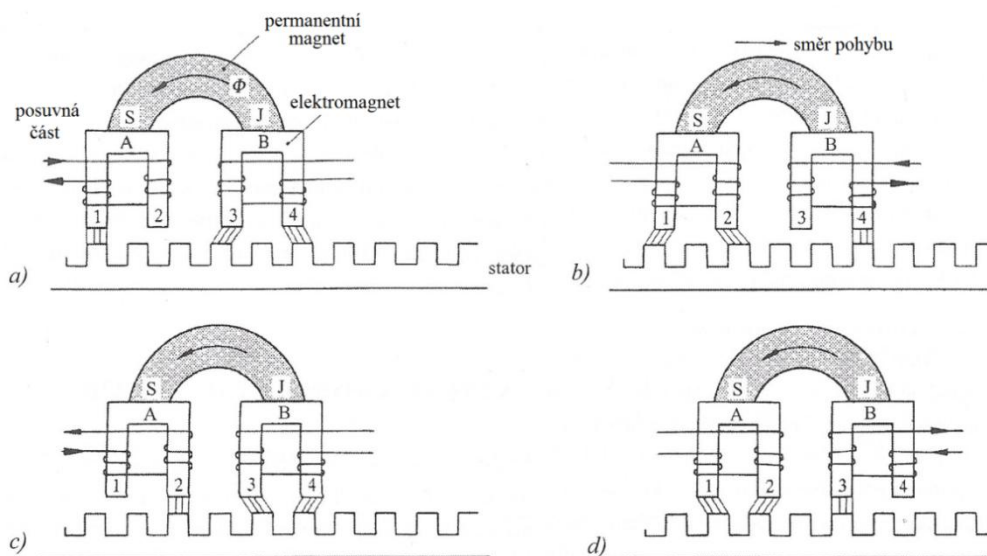 permanentní
magnet
Φ
elektromagnet
posuvná
část
S
J
A
B
1
2
3
4
a)
stator
směr pohybu
S
J
A
B
1
2
3
4
b)
S
J
A
B
1
2
3
4
c)
S
J
A
B
1
2
3
4
d)